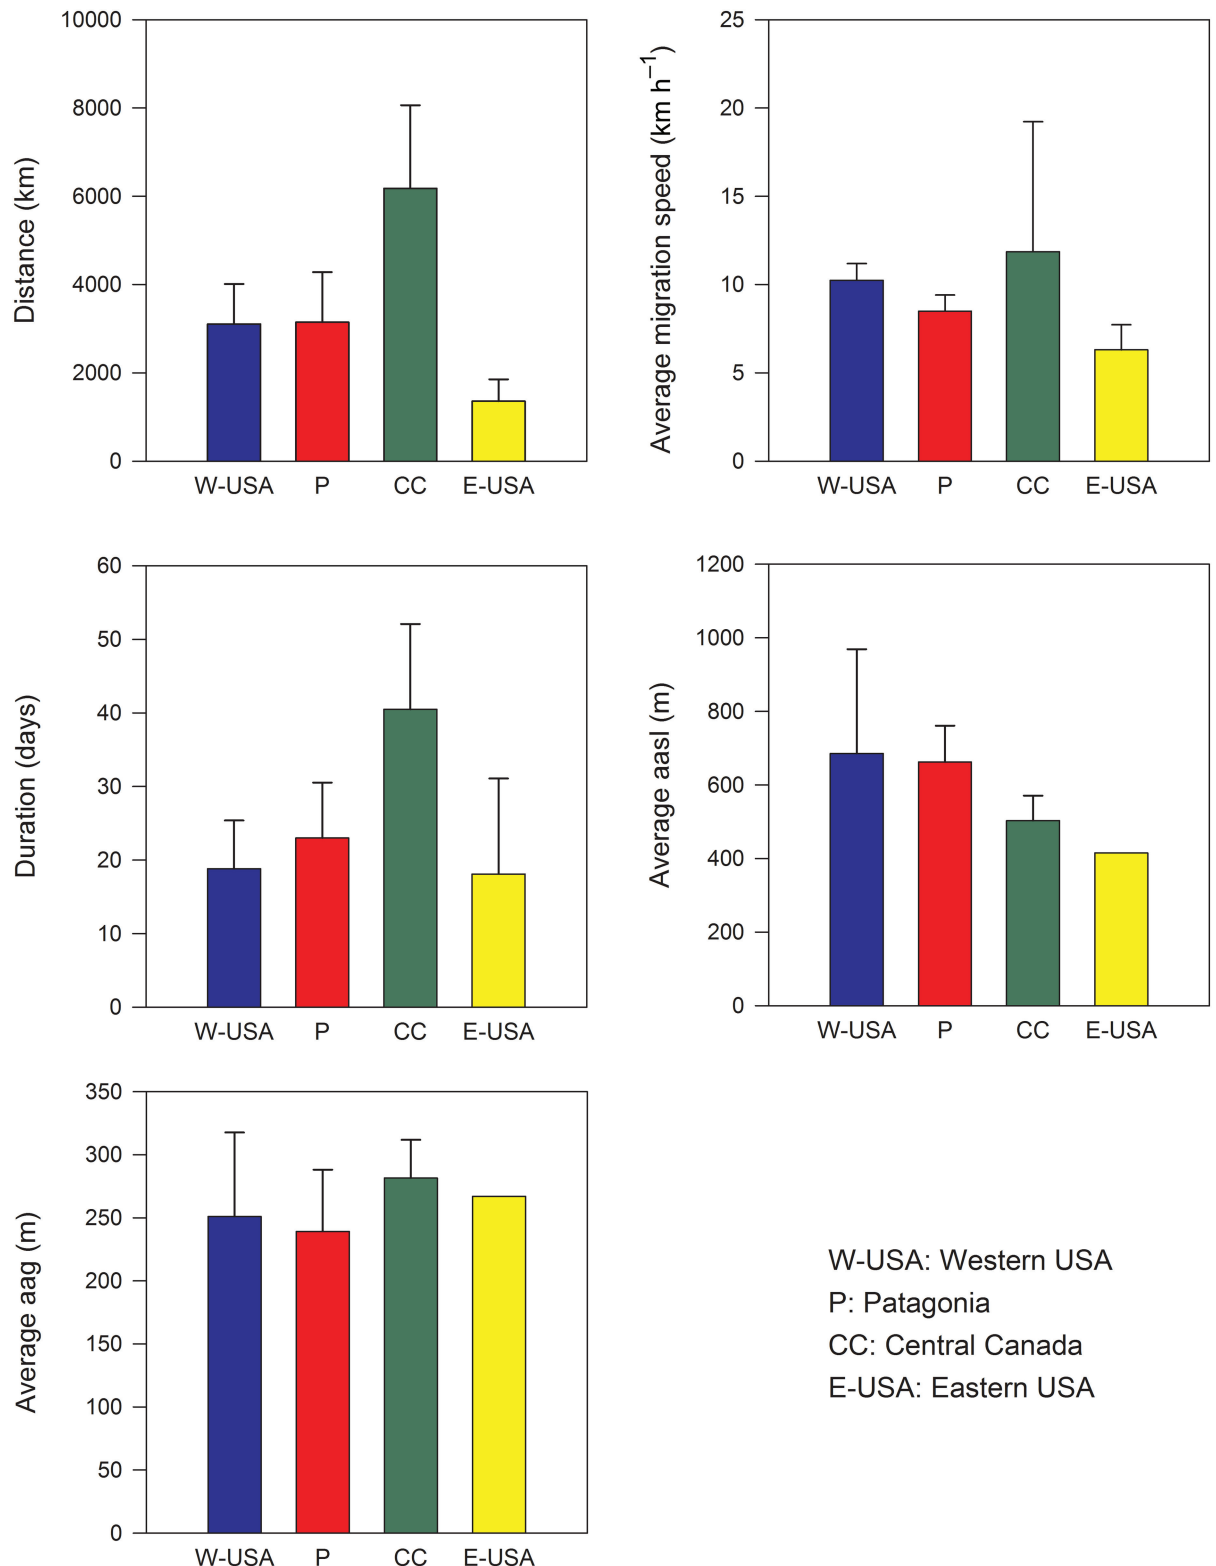 Distance (km)
10000
8000
6000
4000
2000
0
W-USA P CC E-USA
Average migration speed (km h⁻¹)
25
20
15
10
5
0
W-USA P CC E-USA
Duration (days)
60
50
40
30
20
10
0
W-USA P CC E-USA
Average aasl (m)
1200
1000
800
600
400
200
0
W-USA P CC E-USA
Average aag (m)
350
300
250
200
150
100
50
0
W-USA P CC E-USA
W-USA: Western USA
P: Patagonia
CC: Central Canada
E-USA: Eastern USA